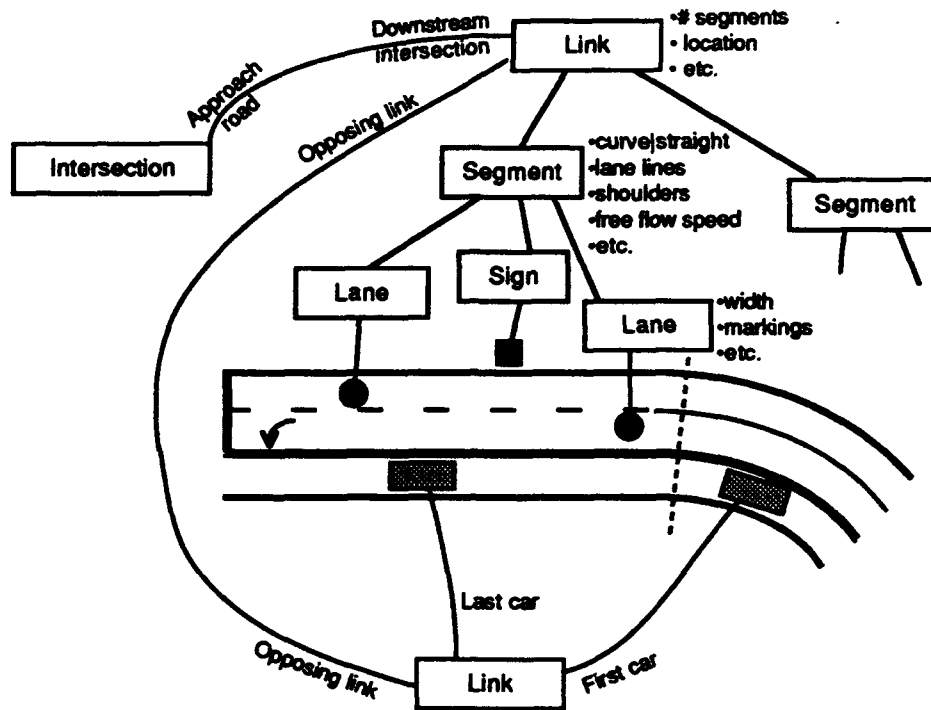 Downstream
intersection
Link
•# segments
• location
• etc.
Approach
road
Opposing link
Intersection
Segment
•curve|straight
•lane lines
•shoulders
•free flow speed
•etc.
Segment
Lane
Sign
Lane
•width
•markings
•etc.
Last car
Opposing link
Link
First car